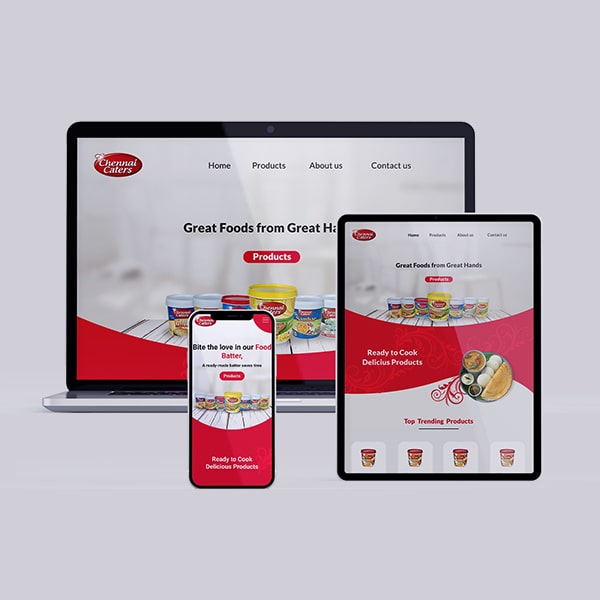 Chennai
Caters
Home Products About us Contact us
Great Foods from Great Ha
Products
Chennai
Caters
Chennai
Caters
Home Products About us Contact us
Great Foods from Great Hands
Products
Ready to Cook
Delicius Products
Top Trending Products
Chennai
Caters
Bite the love in our Food
Batter,
A ready-made batter saves time
Products
Ready to Cook
Delicious Products